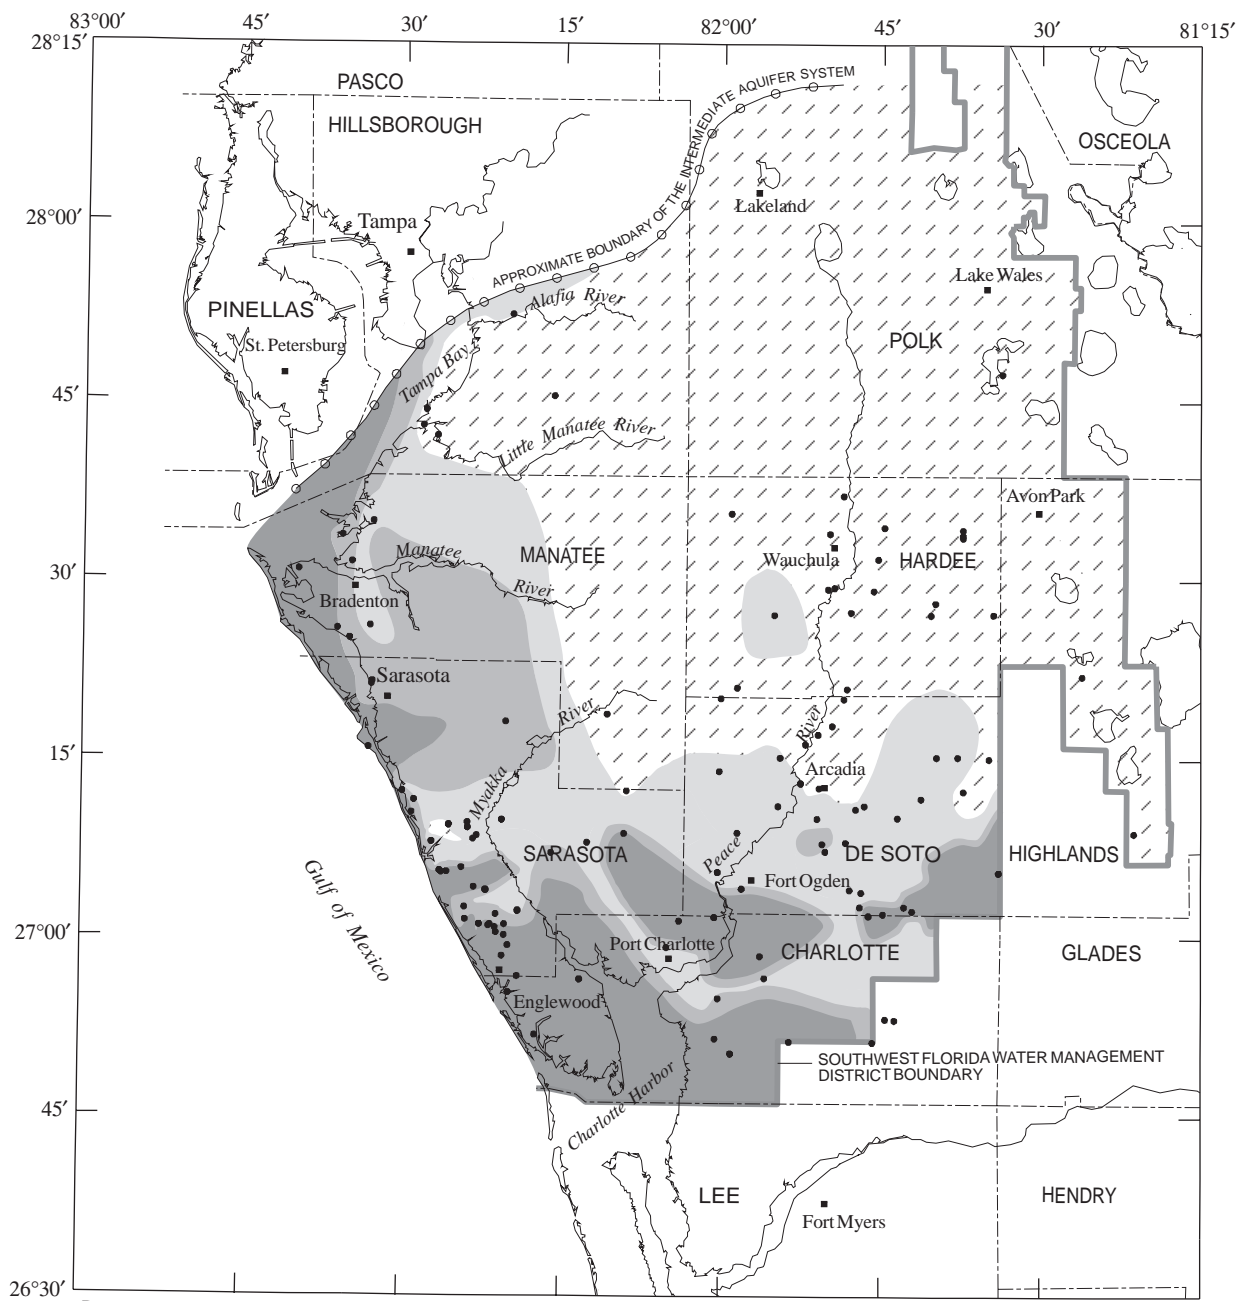 83°00′
45′
30′
15′
82°00′
45′
30′
81°15′
28°15′
PASCO
APPROXIMATE BOUNDARY OF THE INTERMEDIATE AQUIFER SYSTEM
HILLSBOROUGH
OSCEOLA
28°00′
Lakeland
Tampa
Lake Wales
Alafia River
PINELLAS
St. Petersburg
POLK
Tampa Bay
45′
Little Manatee River
Avon Park
Manatee
MANATEE
Wauchula
HARDEE
30′
River
Bradenton
Sarasota
River
River
15′
Arcadia
Myakka
SARASOTA
Peace
DE SOTO
HIGHLANDS
Fort Ogden
Gulf of Mexico
27°00′
Port Charlotte
CHARLOTTE
GLADES
Englewood
SOUTHWEST FLORIDA WATER MANAGEMENT
DISTRICT BOUNDARY
45′
Charlotte Harbor
LEE
HENDRY
Fort Myers
26°30′